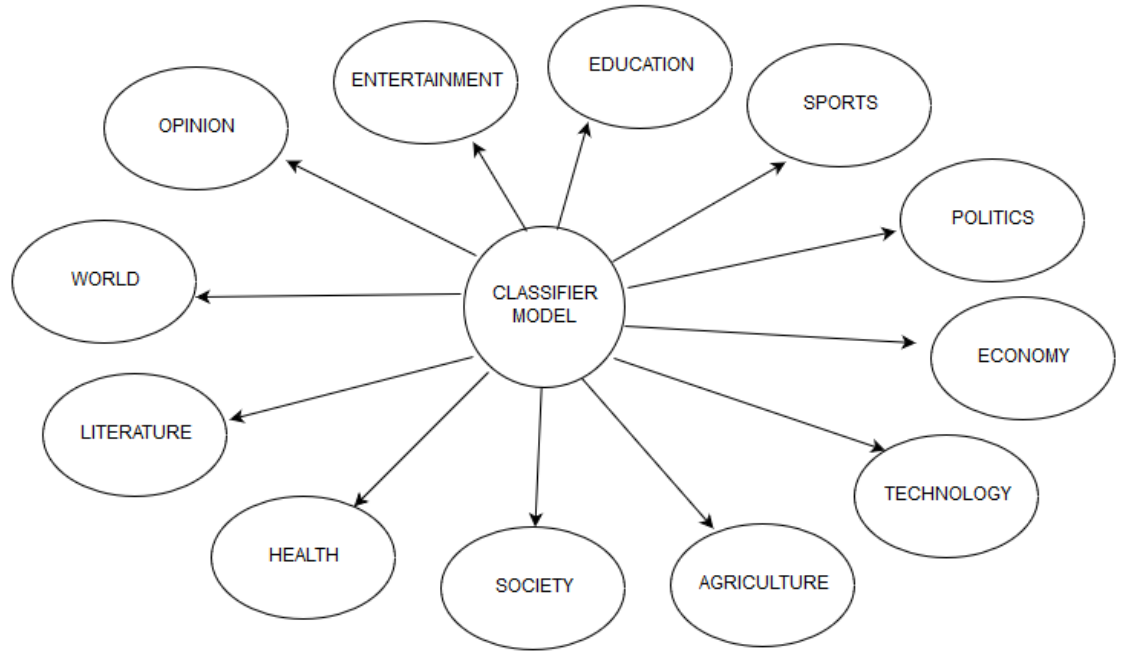 EDUCATION
ENTERTAINMENT
SPORTS
OPINION
POLITICS
WORLD
CLASSIFIER
MODEL
ECONOMY
LITERATURE
TECHNOLOGY
HEALTH
SOCIETY
AGRICULTURE